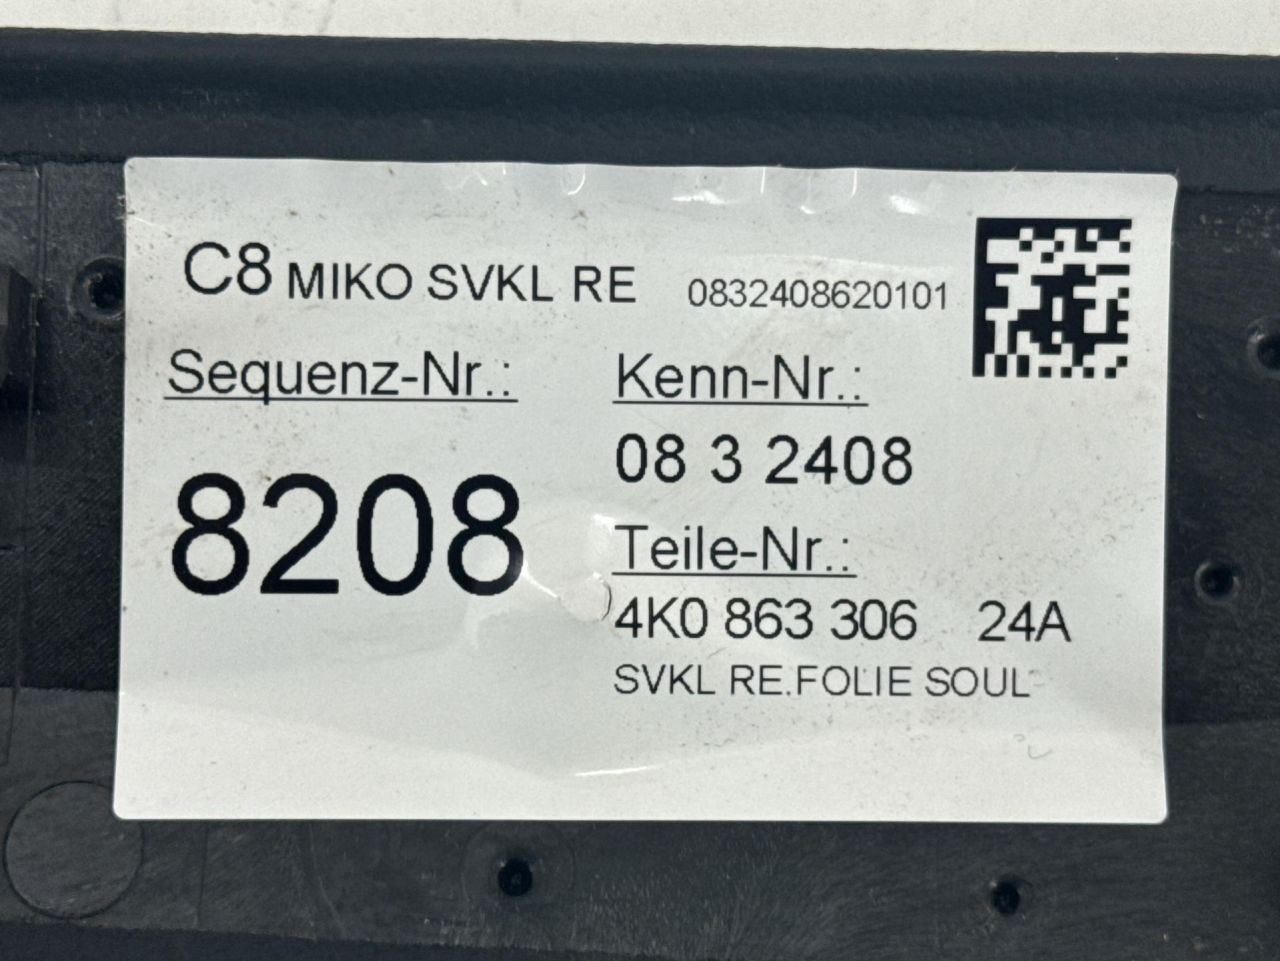 C8 MIKO SVKL RE 0832408620101
Sequenz-Nr.: Kenn-Nr.:
08 3 2408
8208
Teile-Nr.:
4K0 863 306 24A
SVKL RE.FOLIE SOUL